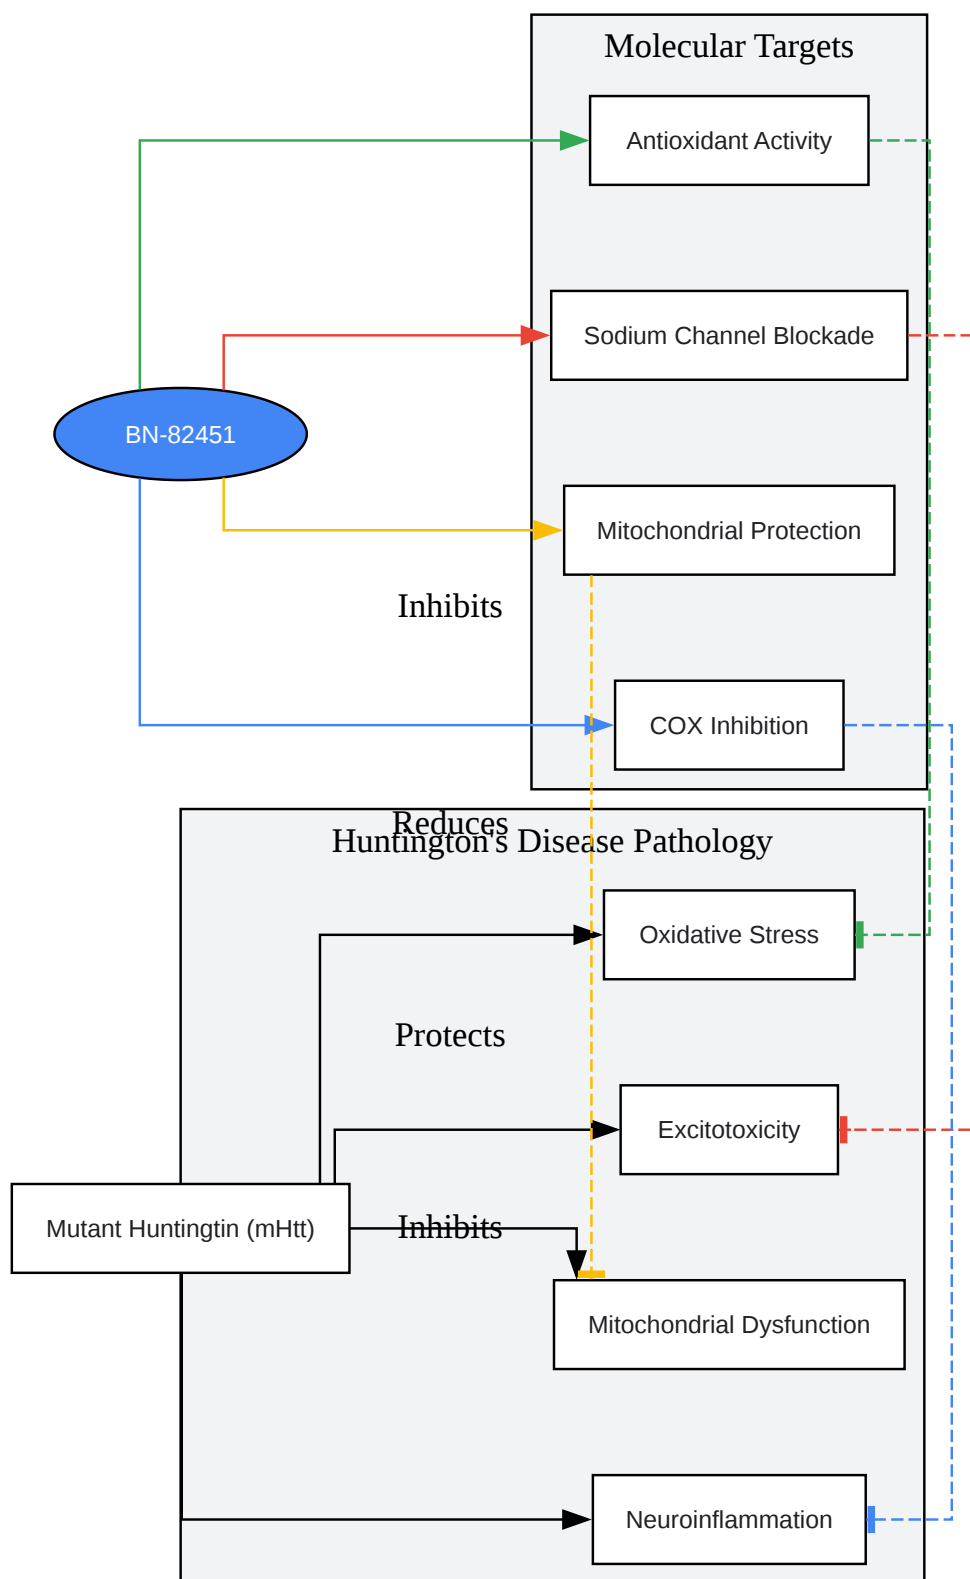 Molecular Targets
Antioxidant Activity
Sodium Channel Blockade
BN-82451
Mitochondrial Protection
Inhibits
COX Inhibition
Reduces
Huntington's Disease Pathology
Oxidative Stress
Protects
Excitotoxicity
Mutant Huntingtin (mHtt)
Inhibits
Mitochondrial Dysfunction
Neuroinflammation